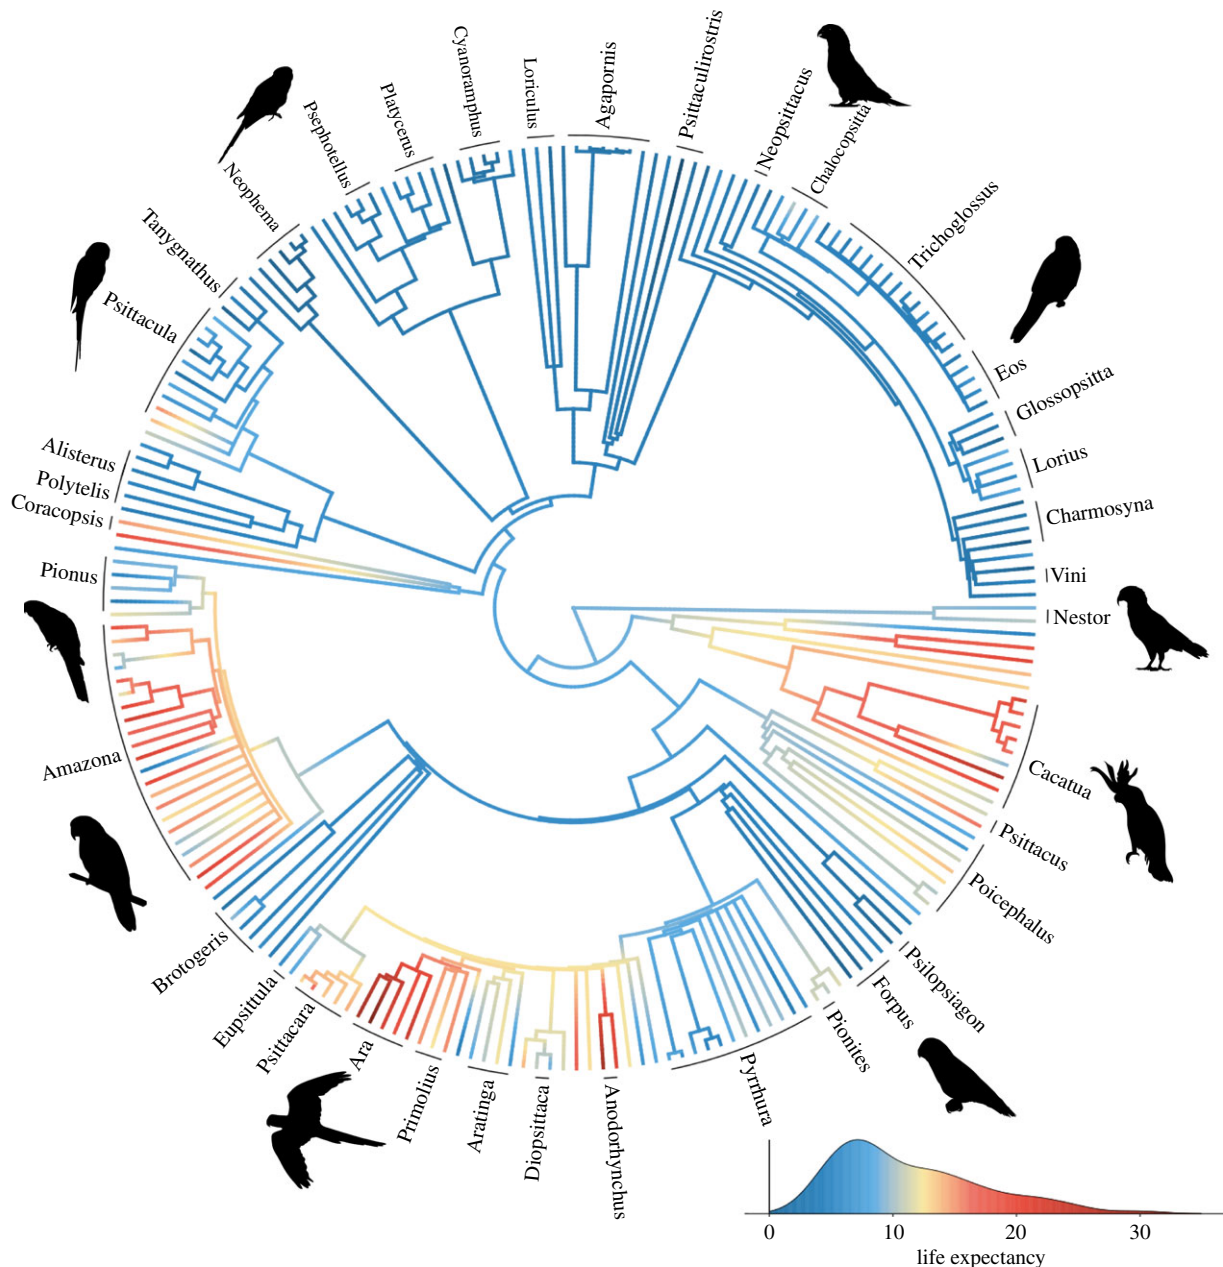 Cyanoramphus
Loriculus
Agapornis
Psittaculirostris
Neopsittacus
Chalocopsitta
Trichoglossus
Eos
Glossopsitta
Lorius
Charmosyna
Vini
Nestor
Cacatua
Psittacus
Poicephalus
Psilopsiagon
Forpus
Pionites
Pyrrhura
Anodorhynchus
Diopsittaca
Aratinga
Primolius
Ara
Psittacara
Eupsittula
Brotogeris
Amazona
Pionus
Coracopsis
Polytelis
Alisterus
Psittacula
Tanygnathus
Neophema
Psephotellus
Platycerus
0 10 20 30
life expectancy